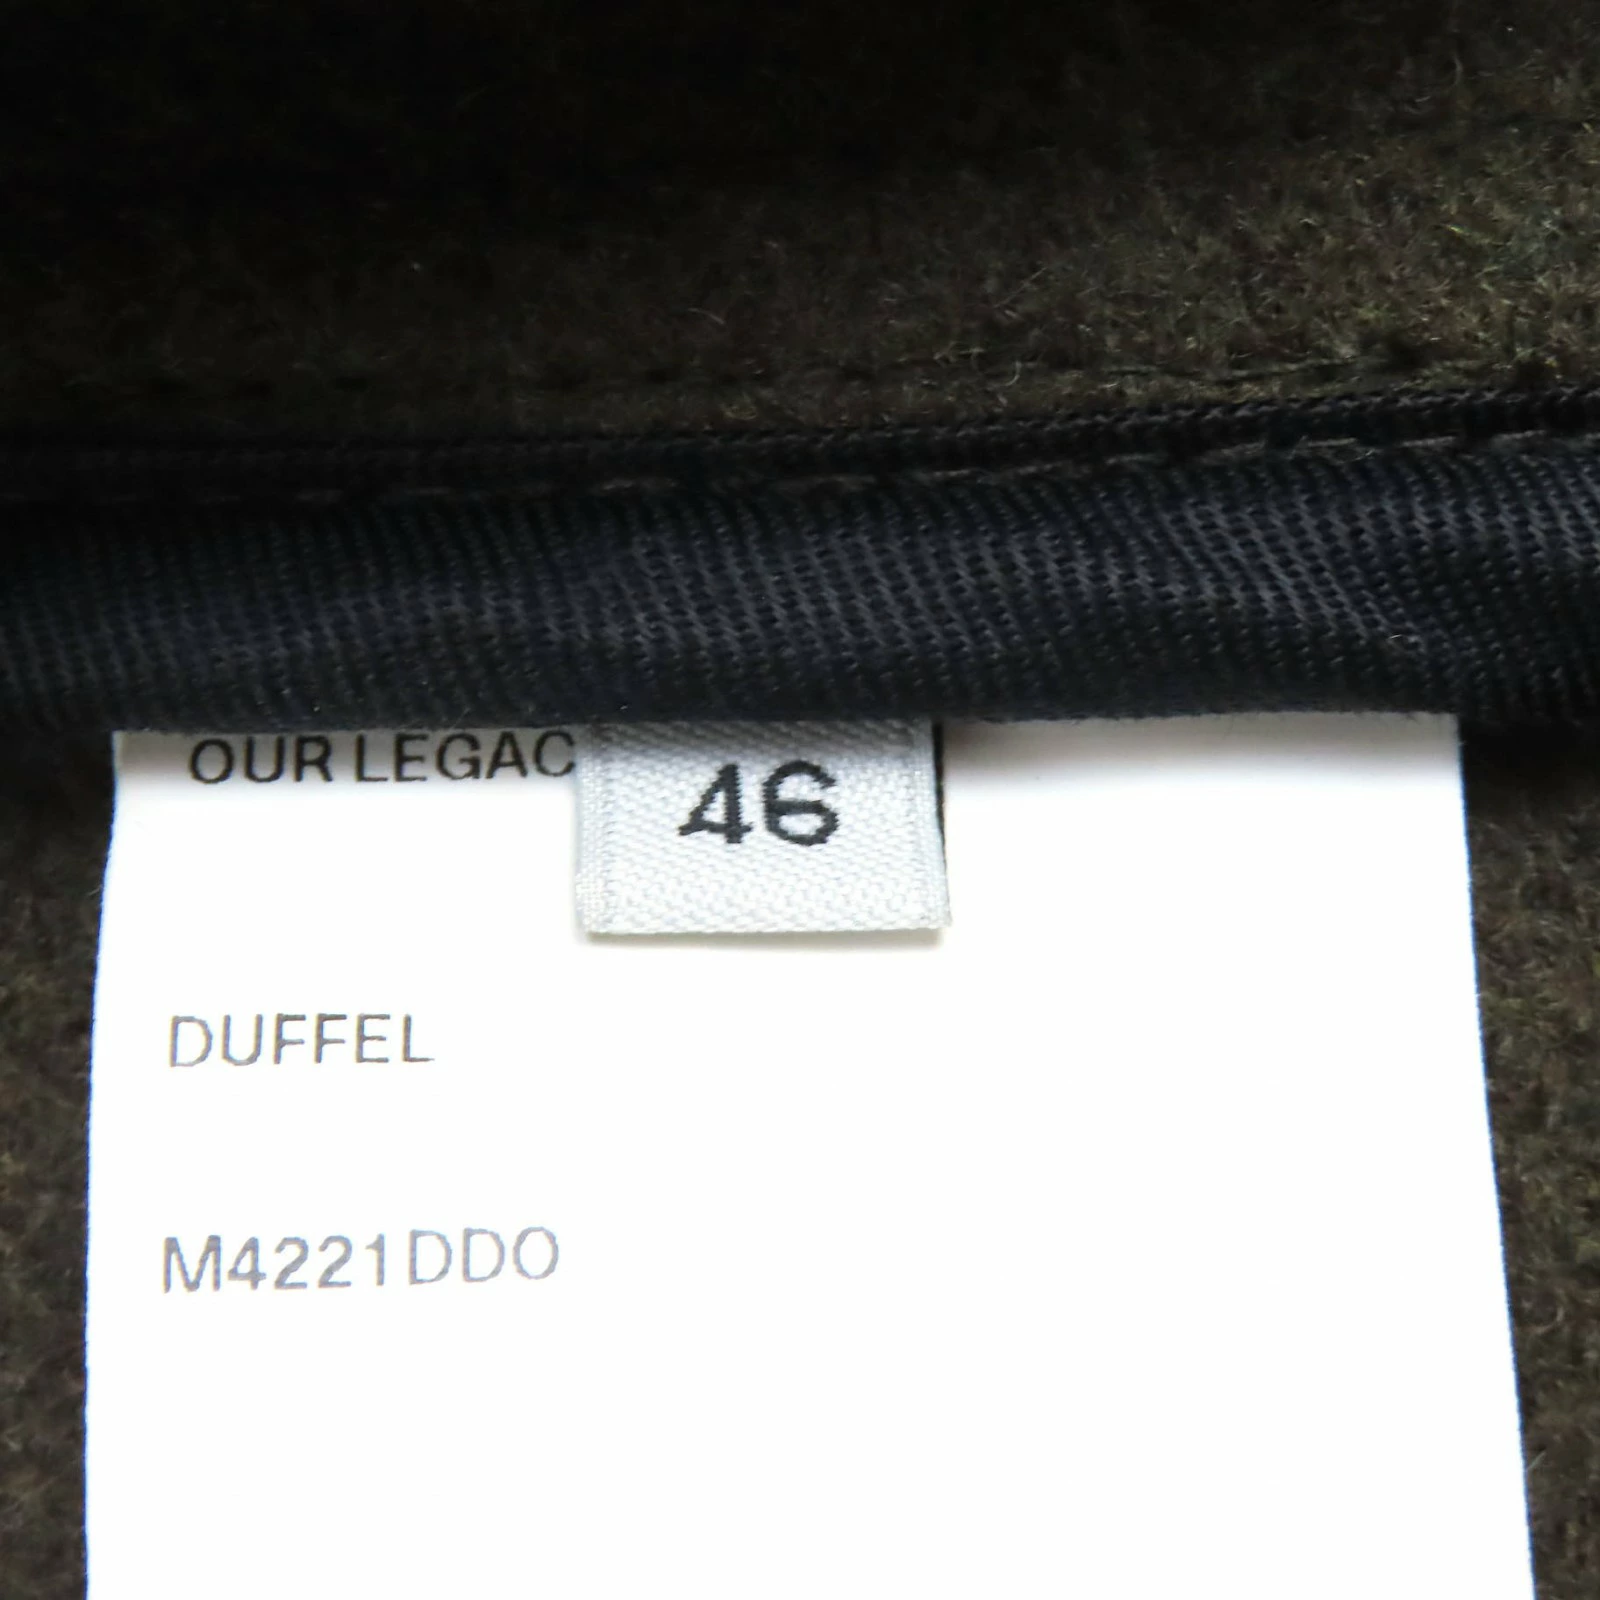 OUR LEGAC
46
DUFFEL
M4221DDO